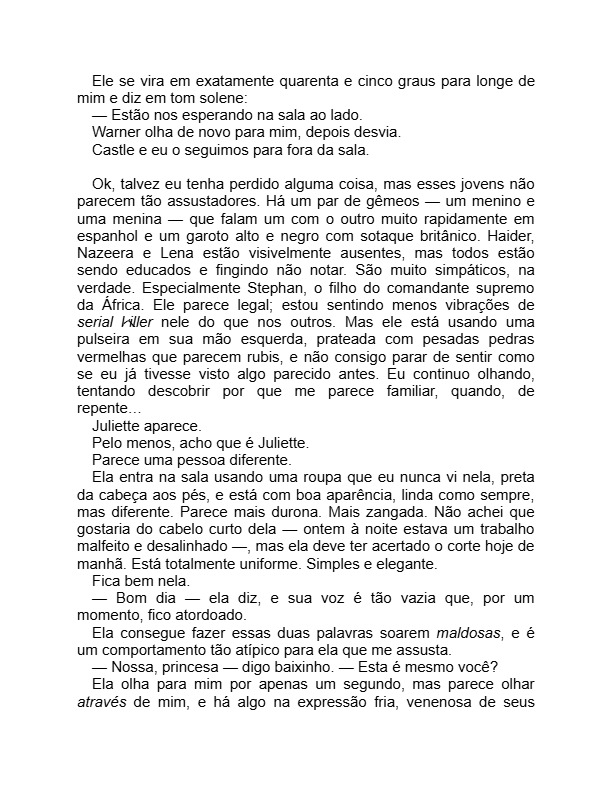 Ele se vira em exatamente quarenta e cinco graus para longe de
mim e diz em tom solene:
— Estão nos esperando na sala ao lado.
Warner olha de novo para mim, depois desvia.
Castle e eu o seguimos para fora da sala.
Ok, talvez eu tenha perdido alguma coisa, mas esses jovens não
parecem tão assustadores. Há um par de gêmeos — um menino e
uma menina — que falam um com o outro muito rapidamente em
espanhol e um garoto alto e negro com sotaque britânico. Haider,
Nazeera e Lena estão visivelmente ausentes, mas todos estão
sendo educados e fingindo não notar. São muito simpáticos, na
verdade. Especialmente Stephan, o filho do comandante supremo
da África. Ele parece legal; estou sentindo menos vibrações de
serial killer nele do que nos outros. Mas ele está usando uma
pulseira em sua mão esquerda, prateada com pesadas pedras
vermelhas que parecem rubis, e não consigo parar de sentir como
se eu já tivesse visto algo parecido antes. Eu continuo olhando,
tentando descobrir por que me parece familiar, quando, de
repente…
Juliette aparece.
Pelo menos, acho que é Juliette.
Parece uma pessoa diferente.
Ela entra na sala usando uma roupa que eu nunca vi nela, preta
da cabeça aos pés, e está com boa aparência, linda como sempre,
mas diferente. Parece mais durona. Mais zangada. Não achei que
gostaria do cabelo curto dela — ontem à noite estava um trabalho
malfeito e desalinhado —, mas ela deve ter acertado o corte hoje de
manhã. Está totalmente uniforme. Simples e elegante.
Fica bem nela.
— Bom dia — ela diz, e sua voz é tão vazia que, por um
momento, fico atordoado.
Ela consegue fazer essas duas palavras soarem maldosas, e é
um comportamento tão atípico para ela que me assusta.
— Nossa, princesa — digo baixinho. — Esta é mesmo você?
Ela olha para mim por apenas um segundo, mas parece olhar
através de mim, e há algo na expressão fria, venenosa de seus